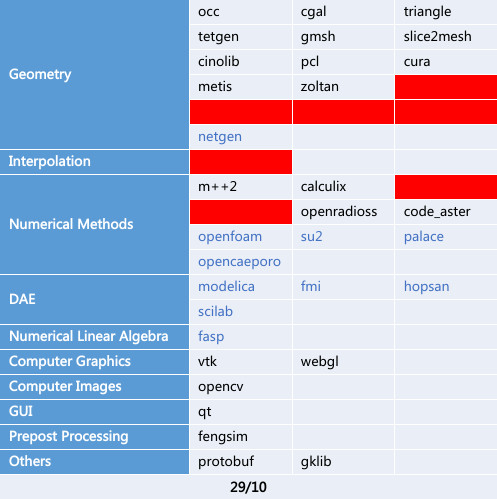 occ cgal triangle
tetgen gmsh slice2mesh
Geometry cinolib pcl cura
metis zoltan
netgen
Interpolation
m++2 calculix
Numerical Methods openradioss code_aster
openfoam su2 palace
opencaeporo
DAE modelica fmi hopsan
scilab
Numerical Linear Algebra fasp
Computer Graphics vtk webgl
Computer Images opencv
GUI qt
Prepost Processing fengsim
Others protobuf gklib
29/10